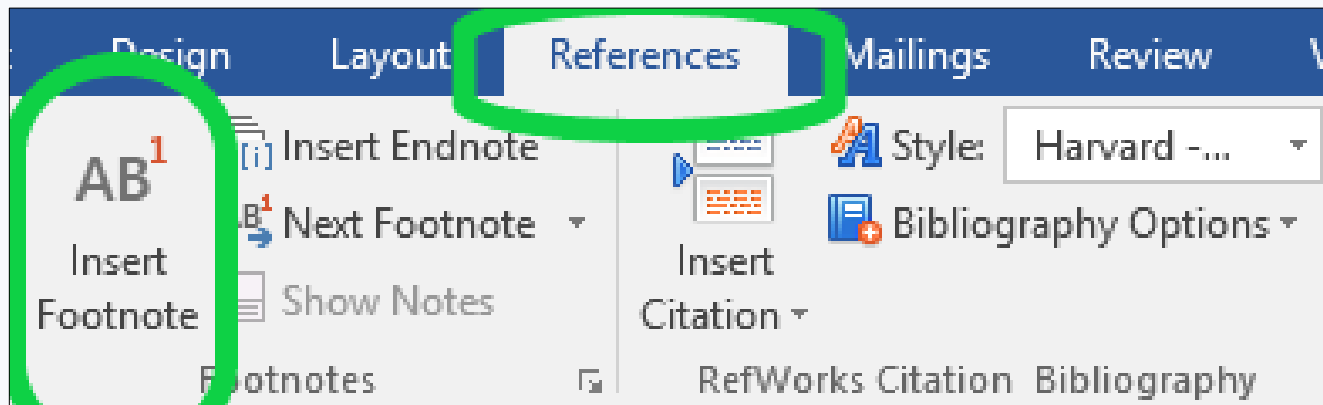 Design Layout References Mailings Review
AB1 Insert Endnote Style: Harvard -...
AB1 Next Footnote Bibliography Options
Insert Insert
Footnote Show Notes Citation
Footnotes RefWorks Citation Bibliography